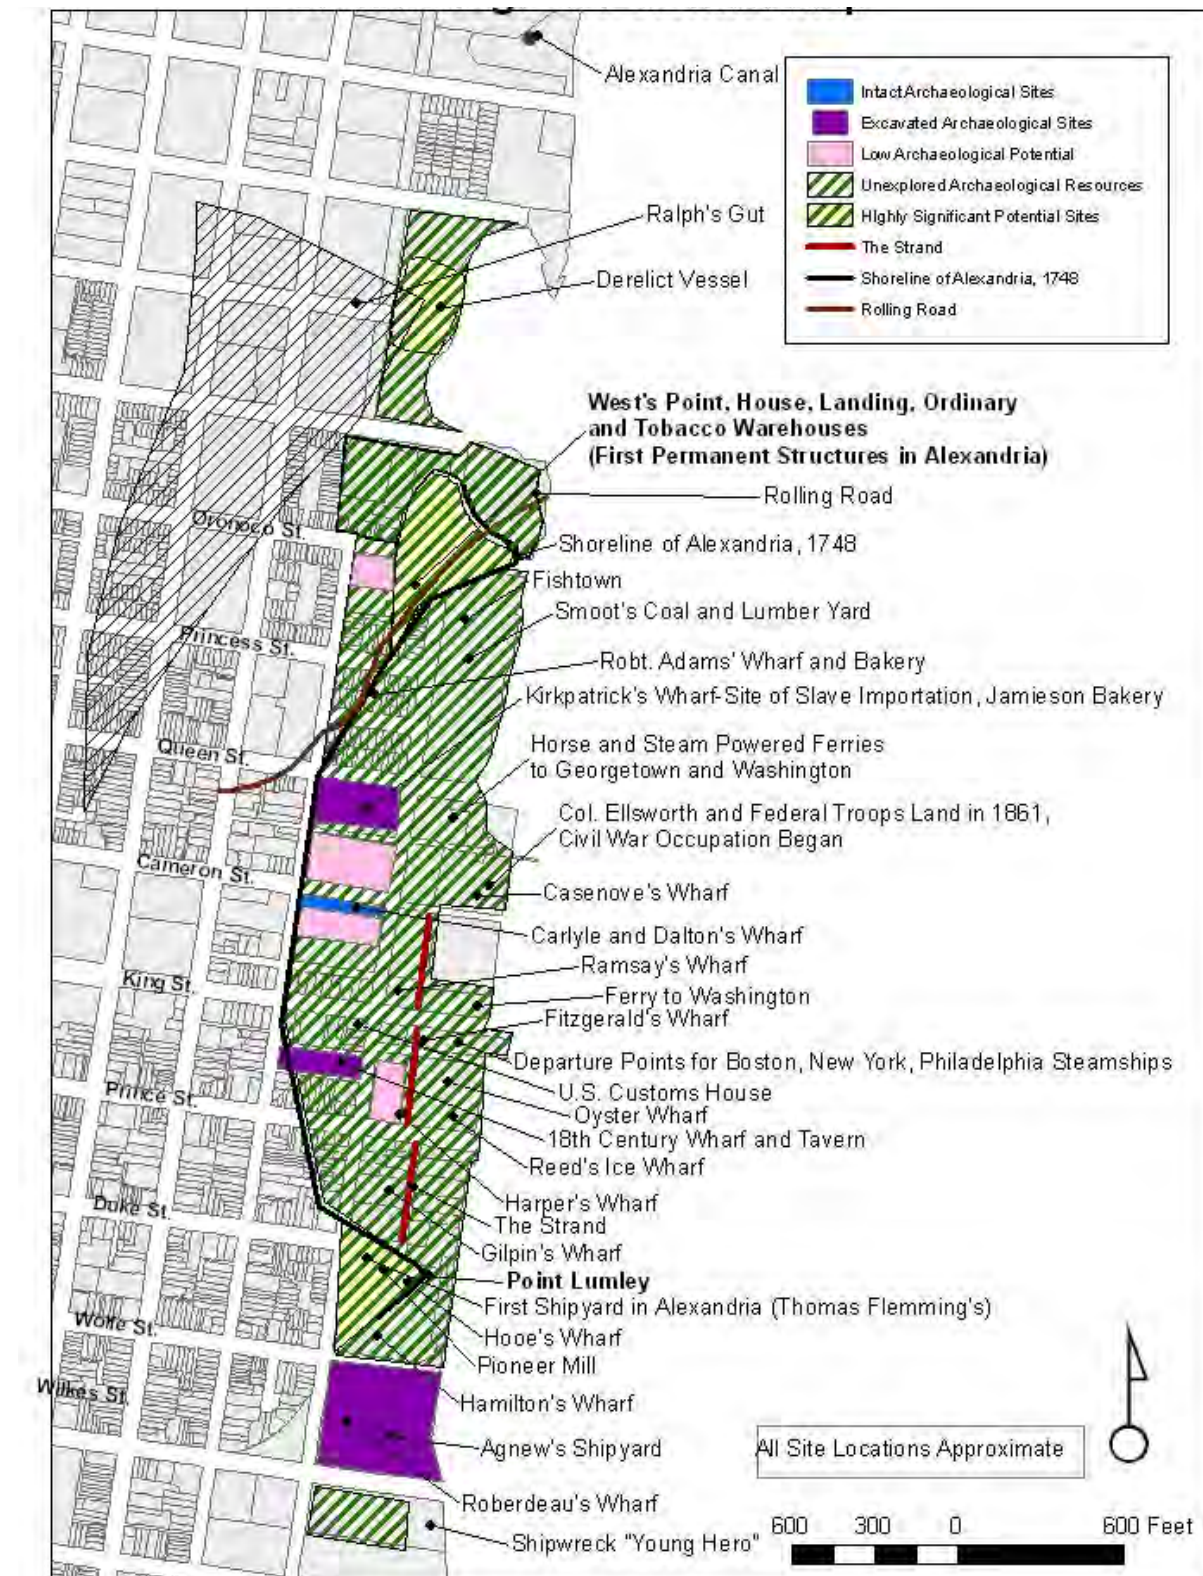 Alexandria Canal
Intact Archaeological Sites
Excavated Archaeological Sites
Low Archaeological Potential
Unexplored Archaeological Resources
HIghly Significant Potential Sites
The Strand
Shoreline of Alexandria, 1748
Rolling Road
Ralph's Gut
Derelict Vessel
West's Point, House, Landing, Ordinary
and Tobacco Warehouses
(First Permanent Structures in Alexandria)
Rolling Road
Oronoco St.
Shoreline of Alexandria, 1748
Fishtown
Smoot's Coal and Lumber Yard
Princess St.
Robt. Adams' Wharf and Bakery
Kirkpatrick's Wharf-Site of Slave Importation, Jamieson Bakery
Queen St.
Horse and Steam Powered Ferries
to Georgetown and Washington
Col. Ellsworth and Federal Troops Land in 1861,
Civil War Occupation Began
Cameron St.
Casenove's Wharf
Carlyle and Dalton's Wharf
Ramsay's Wharf
King St.
Ferry to Washington
Fitzgerald's Wharf
Departure Points for Boston, New York, Philadelphia Steamships
U.S. Customs House
Prince St.
Oyster Wharf
18th Century Wharf and Tavern
Reed's Ice Wharf
Harper's Wharf
Duke St.
The Strand
Gilpin's Wharf
Point Lumley
First Shipyard in Alexandria (Thomas Flemming's)
Wolfe St.
Hooe's Wharf
Pioneer Mill
Wilkes St.
Hamilton's Wharf
Agnew's Shipyard
All Site Locations Approximate
Roberdeau's Wharf
Shipwreck "Young Hero"
600 300 0 600 Feet